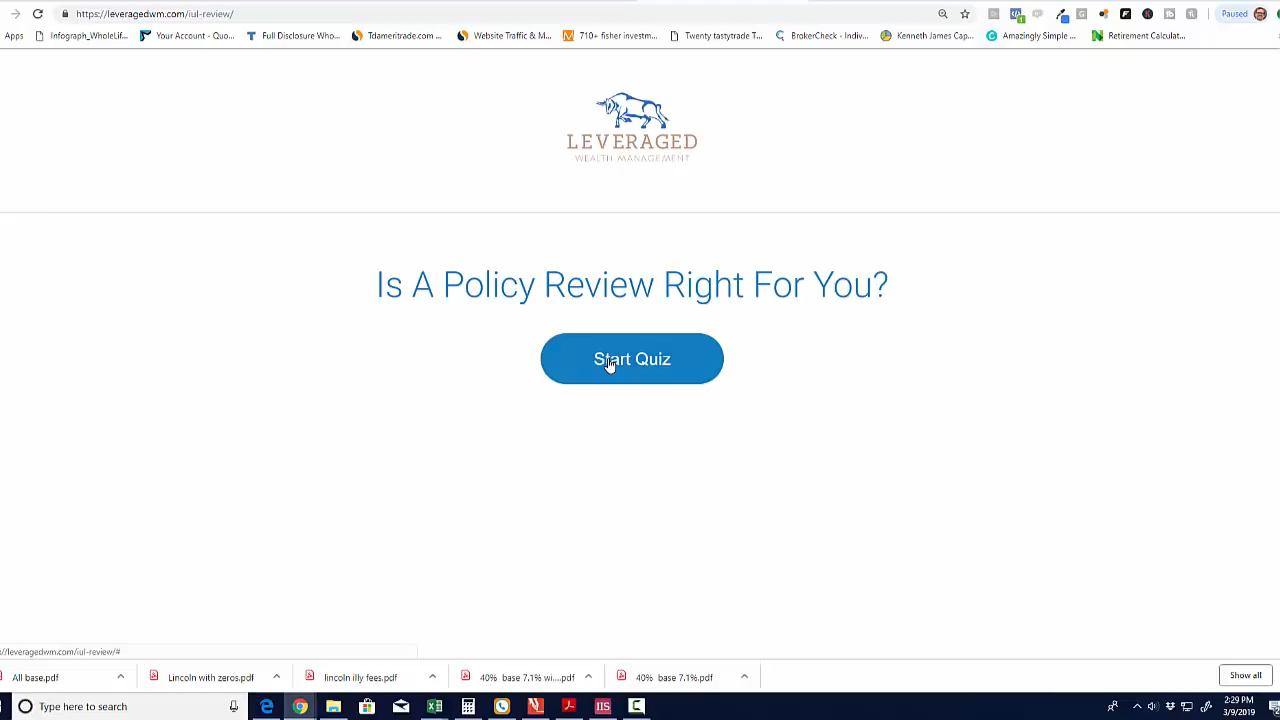 https://leveragedwm.com/iul-review/
Paused
Apps Infograph_WholeLif... Your Account - Quo... Full Disclosure Who... Tdameritrade.com ... Website Traffic & M... 710+ fisher investm... Twenty tastytrade T... BrokerCheck - Indiv... Kenneth James Cap... Amazingly Simple ... Retirement Calculat...
LEVERAGED
WEALTH MANAGEMENT
Is A Policy Review Right For You?
Start Quiz
//leveragedwm.com/iul-review/#
All base.pdf Lincoln with zeros.pdf lincoln illy fees.pdf 40% base 7.1% wi....pdf 40% base 7.1%.pdf Show all
Type here to search
2:29 PM
3/9/2019